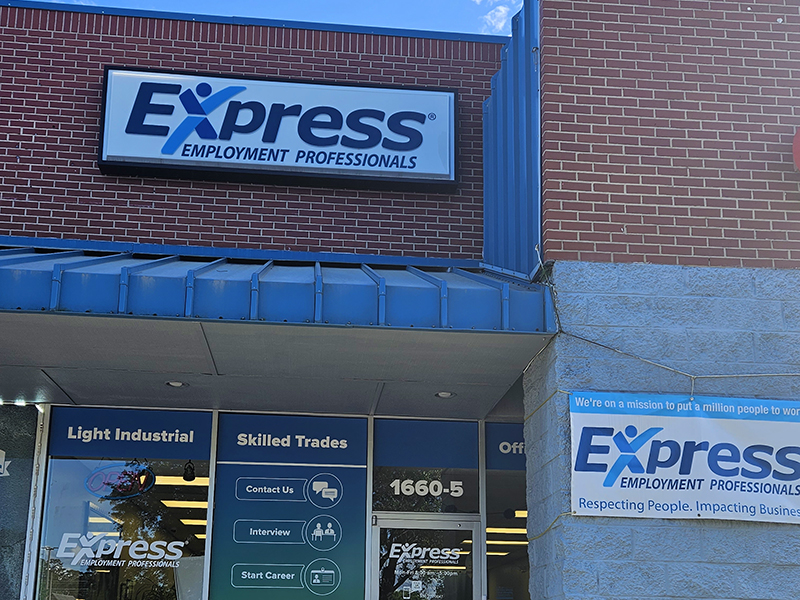 Express®
EMPLOYMENT PROFESSIONALS
Light Industrial
Skilled Trades
Contact Us
Interview
Start Career
Express
EMPLOYMENT PROFESSIONALS
1660-5
Express
EMPLOYMENT PROFESSIONALS
Off
We're on a mission to put a million people to wor
Express
EMPLOYMENT PROFESSIONALS
Respecting People. Impacting Busines